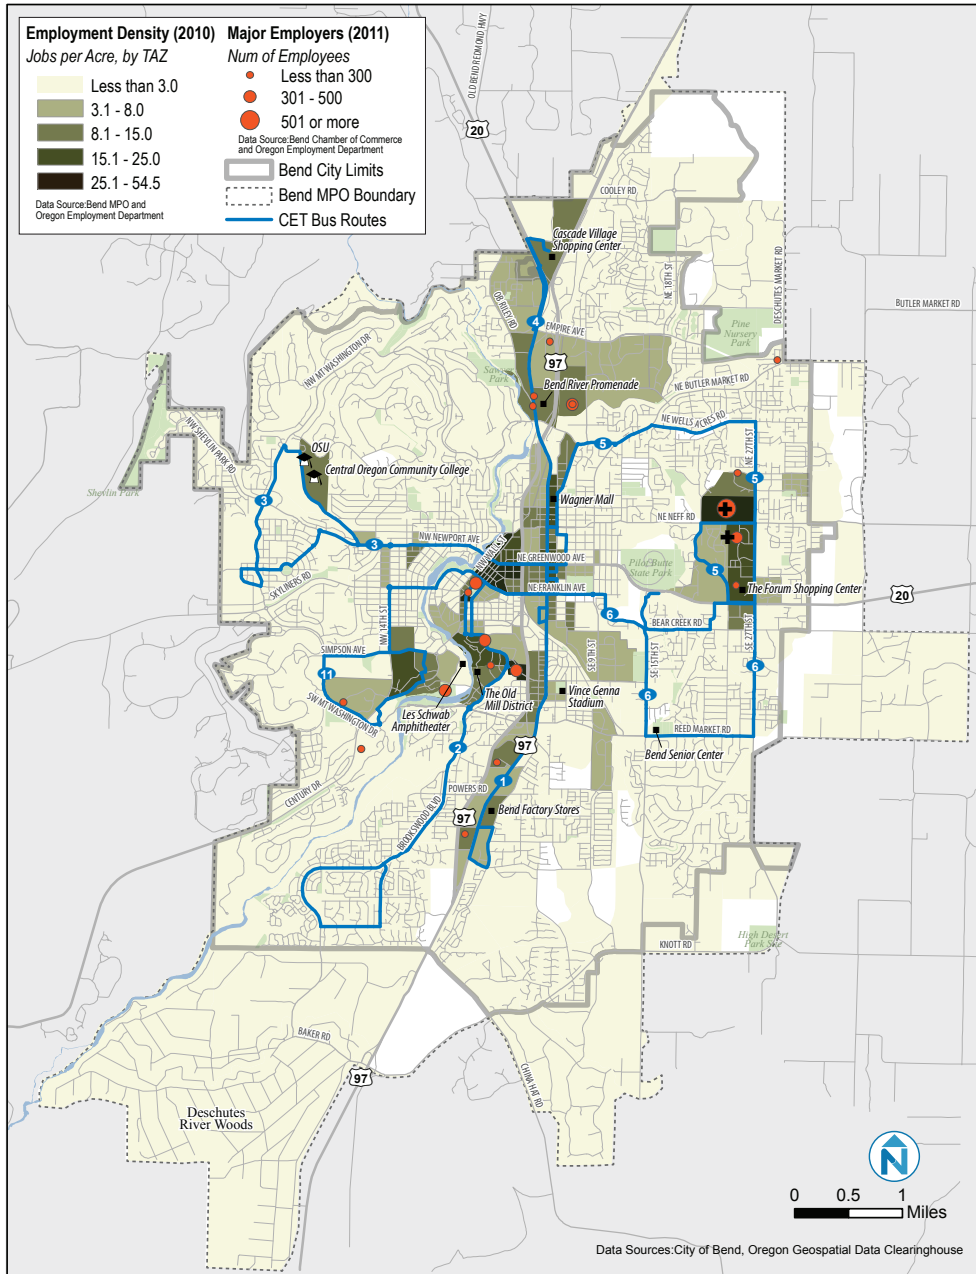 Employment Density (2010)
Jobs per Acre, by TAZ
Less than 3.0
3.1 - 8.0
8.1 - 15.0
15.1 - 25.0
25.1 - 54.5
Data Source:Bend MPO and
Oregon Employment Department
Major Employers (2011)
Num of Employees
Less than 300
301 - 500
501 or more
Data Source:Bend Chamber of Commerce
and Oregon Employment Department
Bend City Limits
Bend MPO Boundary
CET Bus Routes
OLD BEND REDMOND HWY
20
COOLEY RD
Cascade Village
Shopping Center
NE 18TH ST
DESCHUTES MARKET RD
BUTLER MARKET RD
OB RILEY RD
4
EMPIRE AVE
Pine
Nursery
Park
NW MT WASHINGTON DR
97
Sawyer
Park
Bend River Promenade
NE BUTLER MARKET RD
NW SHEVLIN PARK RD
NE WELLS ACRES RD
5
NE 27TH ST
OSU
Central Oregon Community College
Shevlin Park
5
3
Wagner Mall
NE NEFF RD
NW NEWPORT AVE
3
NW WALL ST
NE GREENWOOD AVE
Pilot Butte
State Park
5
SKYLINERS RD
NE FRANKLIN AVE
The Forum Shopping Center
20
NW 14TH ST
6
BEAR CREEK RD
SIMPSON AVE
SE 9TH ST
SE 15TH ST
SE 27TH ST
11
6
6
SW MT WASHINGTON DR
The Old
Mill District
Les Schwab
Amphitheater
Vince Genna
Stadium
REED MARKET RD
2
97
Bend Senior Center
CENTURY DR
POWERS RD
1
BROOKSWOOD BLVD
97
Bend Factory Stores
High Desert
Park Site
KNOTT RD
BAKER RD
97
CHINA HAT RD
Deschutes
River Woods
N
0 0.5 1
Miles
Data Sources:City of Bend, Oregon Geospatial Data Clearinghouse